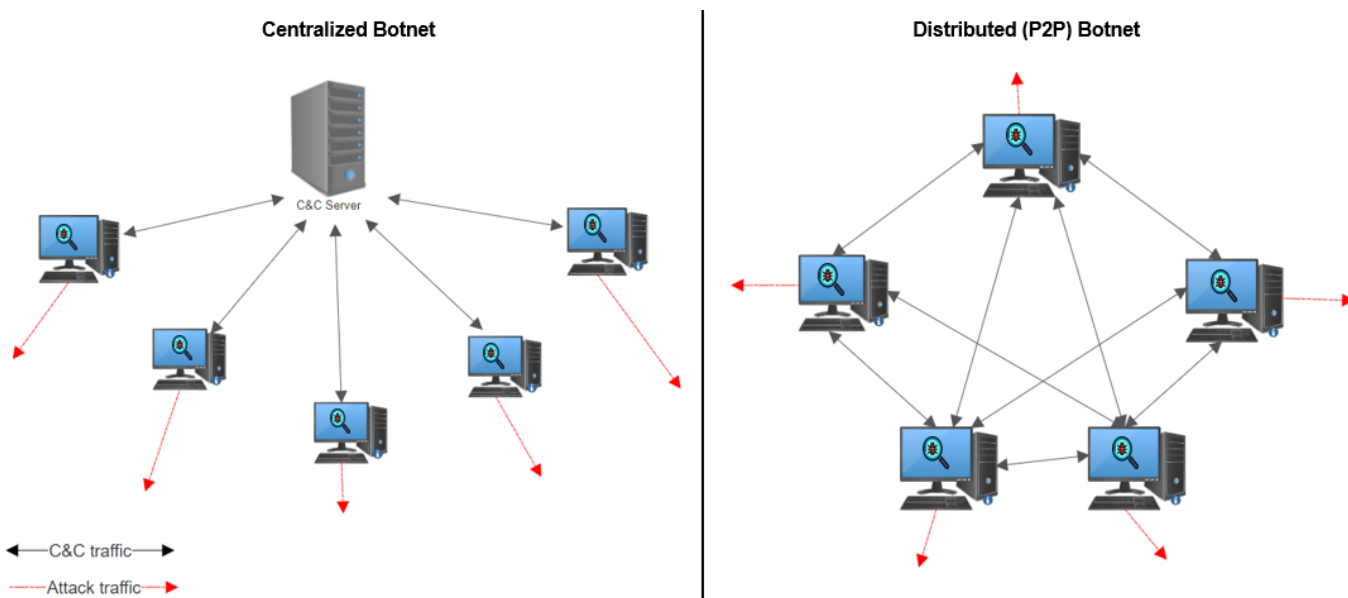 Centralized Botnet
Distributed (P2P) Botnet
C&C Server
C&C traffic
Attack traffic